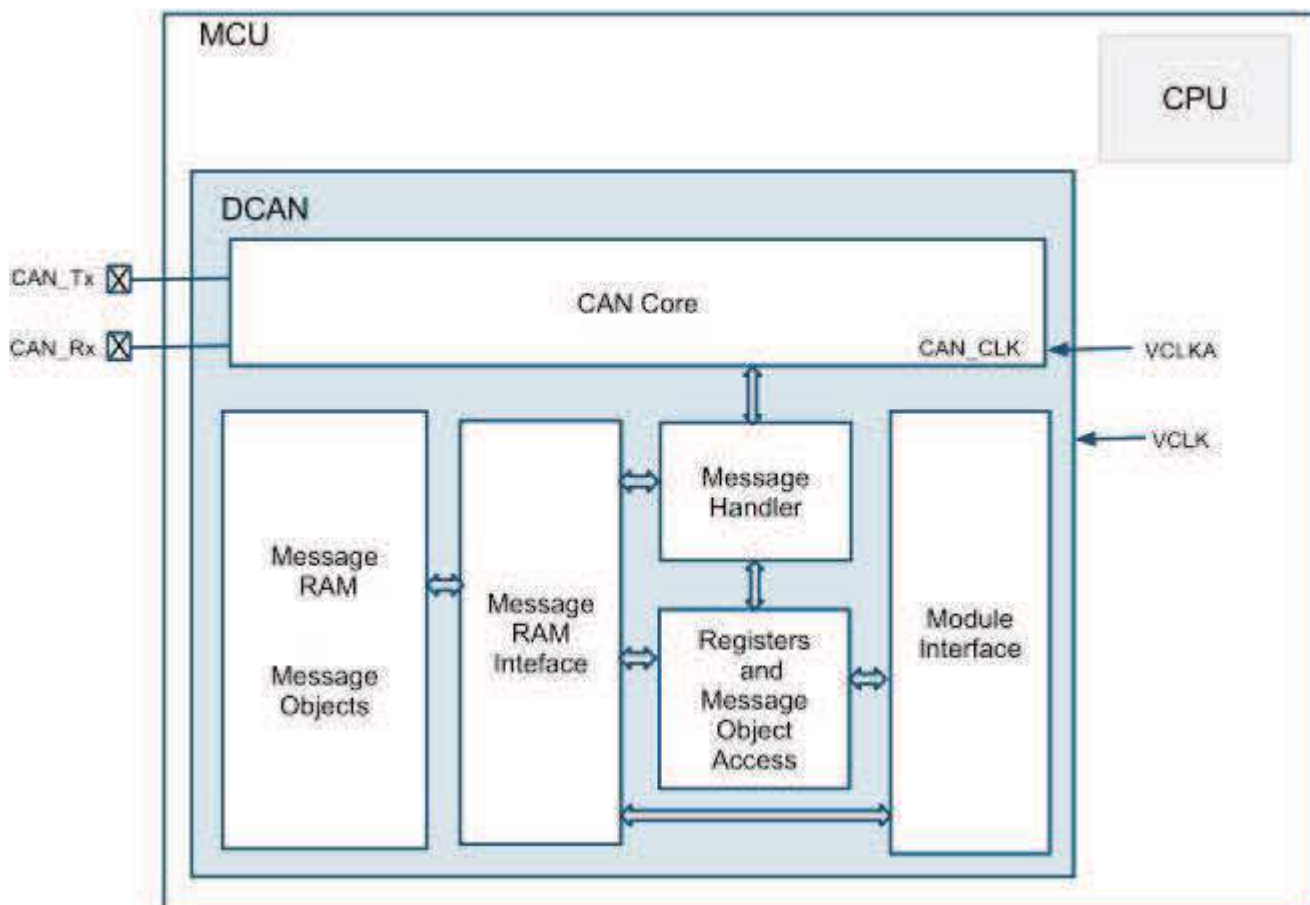 MCU
CPU
DCAN
CAN_Tx
CAN Core
CAN_Rx
CAN_CLK
VCLKA
VCLK
Message
RAM
Message
Objects
Message
RAM
Inteface
Message
Handler
Registers
and
Message
Object
Access
Module
Interface